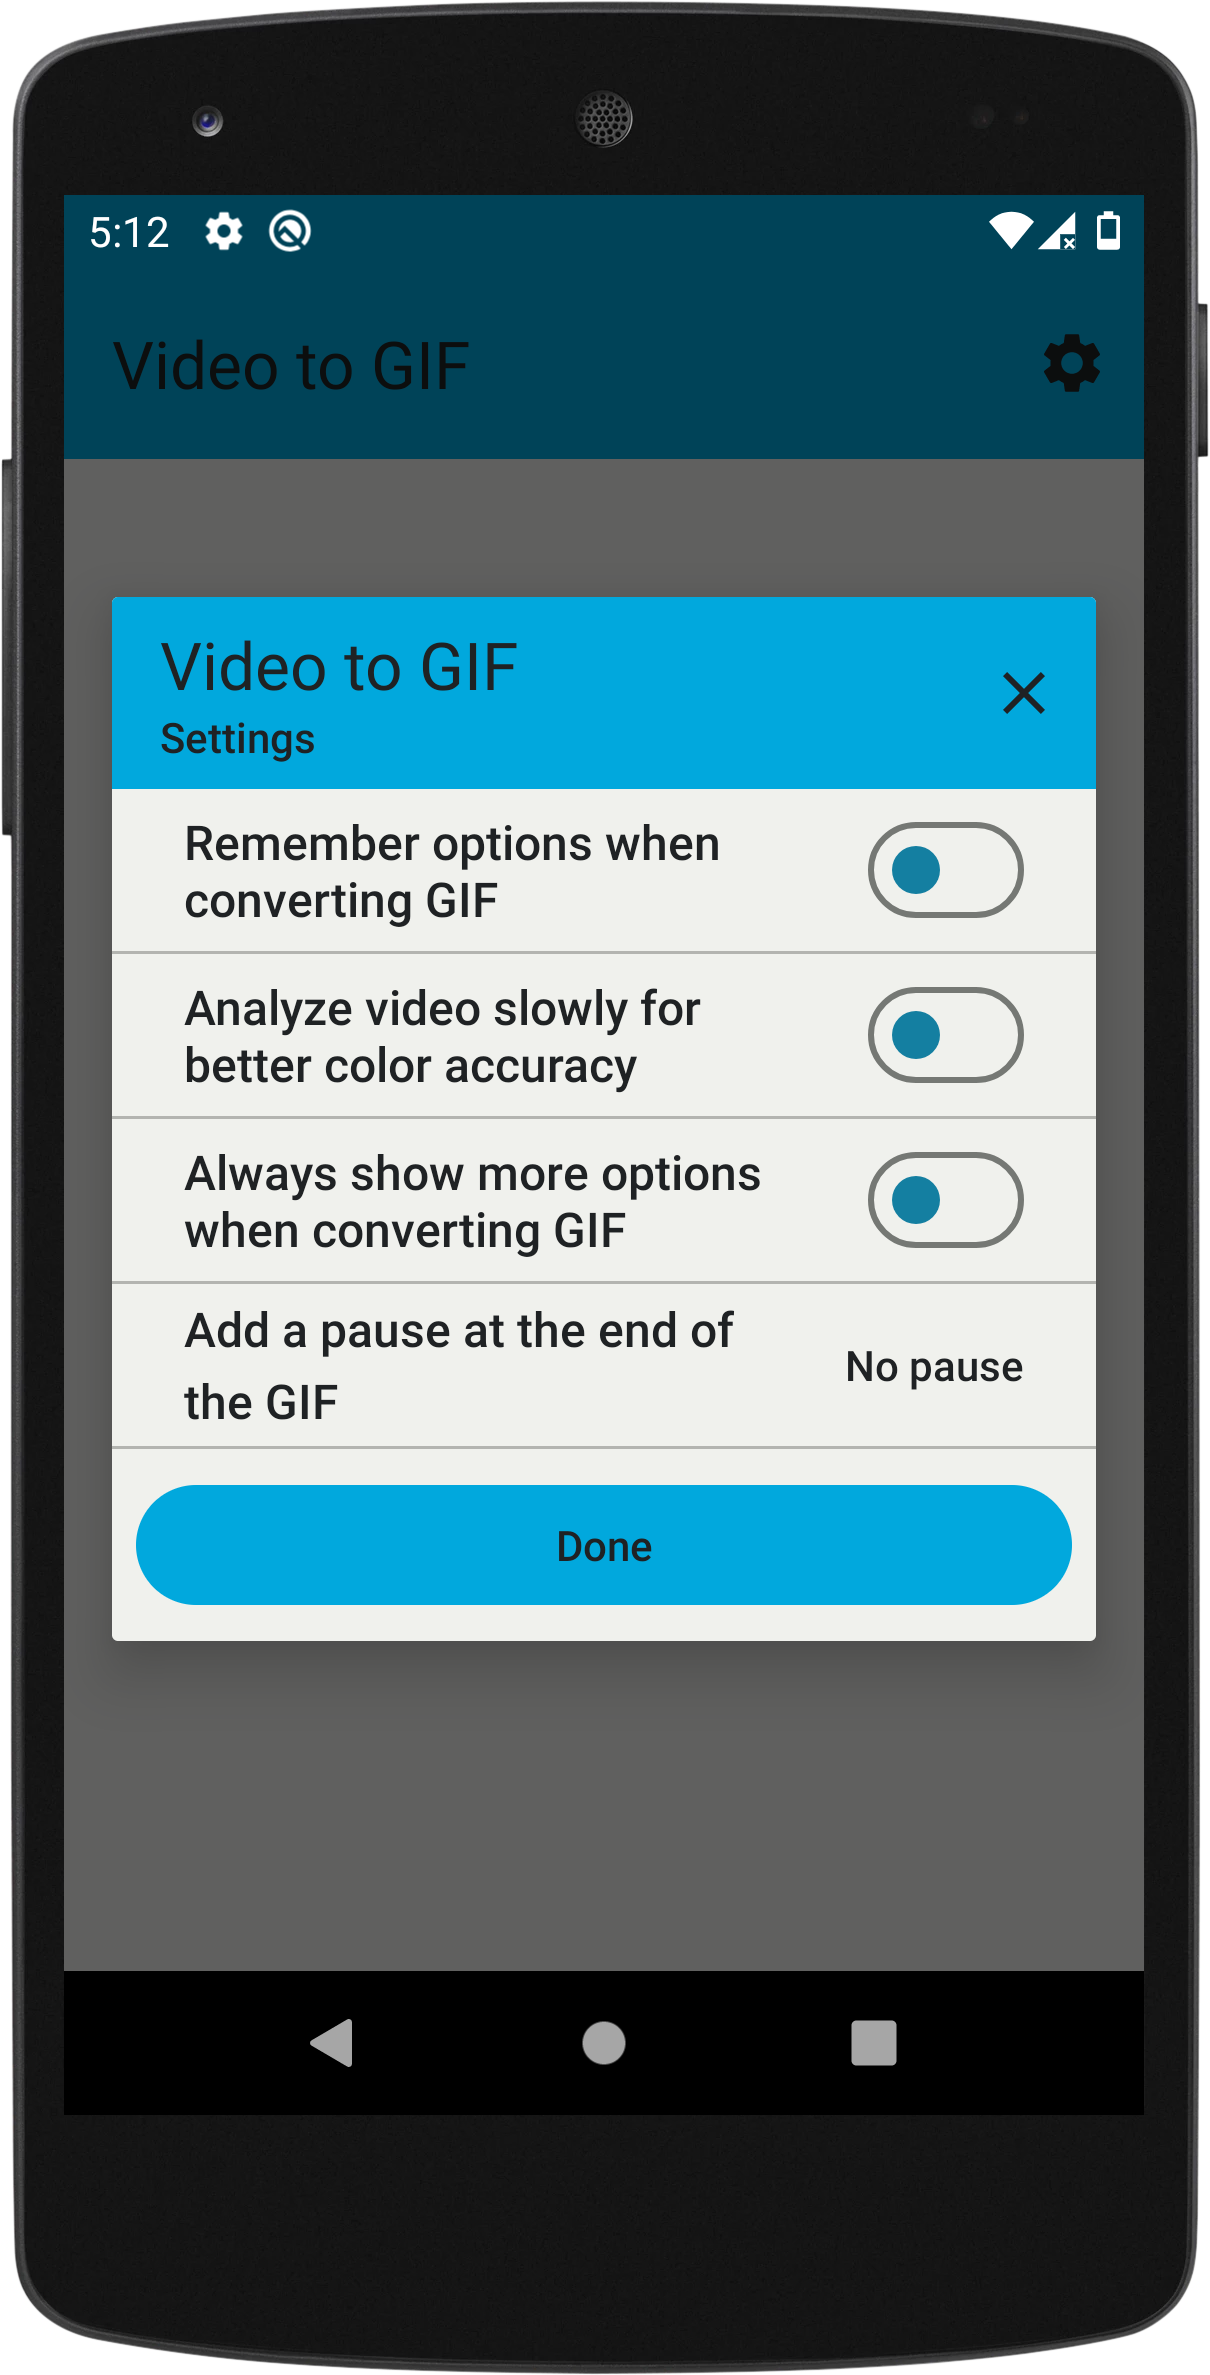 5:12
Video to GIF
Video to GIF
Settings
Remember options when
converting GIF
Analyze video slowly for
better color accuracy
Always show more options
when converting GIF
Add a pause at the end of
the GIF
No pause
Done